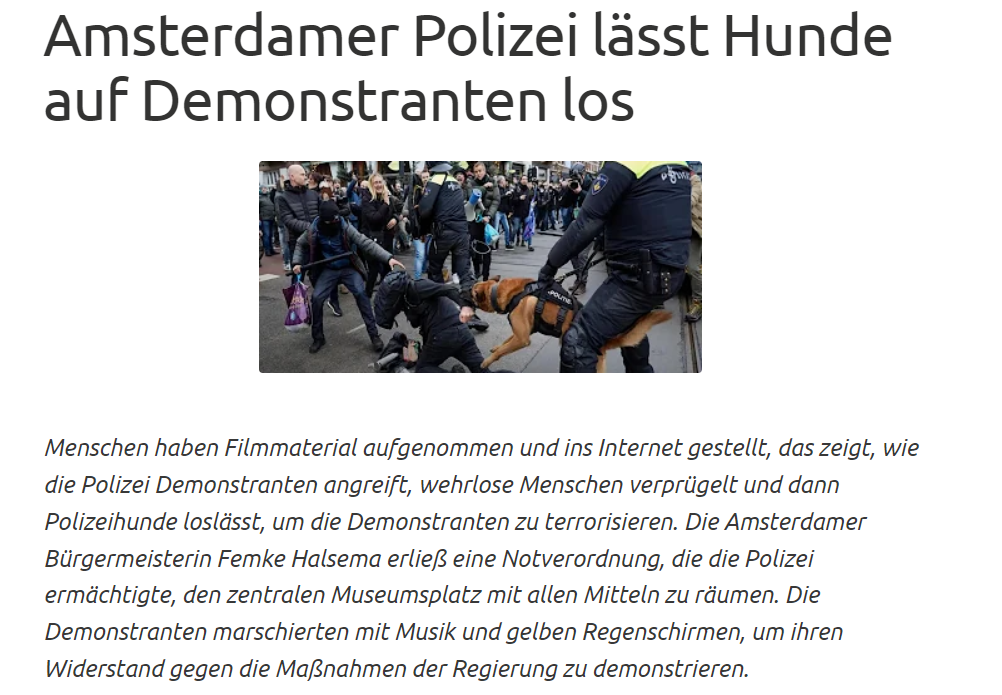 Amsterdamer Polizei lässt Hunde
auf Demonstranten los
POLITIE
Menschen haben Filmmaterial aufgenommen und ins Internet gestellt, das zeigt, wie
die Polizei Demonstranten angreift, wehrlose Menschen verprügelt und dann
Polizeihunde loslässt, um die Demonstranten zu terrorisieren. Die Amsterdamer
Bürgermeisterin Femke Halsema erließ eine Notverordnung, die die Polizei
ermächtigte, den zentralen Museumsplatz mit allen Mitteln zu räumen. Die
Demonstranten marschierten mit Musik und gelben Regenschirmen, um ihren
Widerstand gegen die Maßnahmen der Regierung zu demonstrieren.